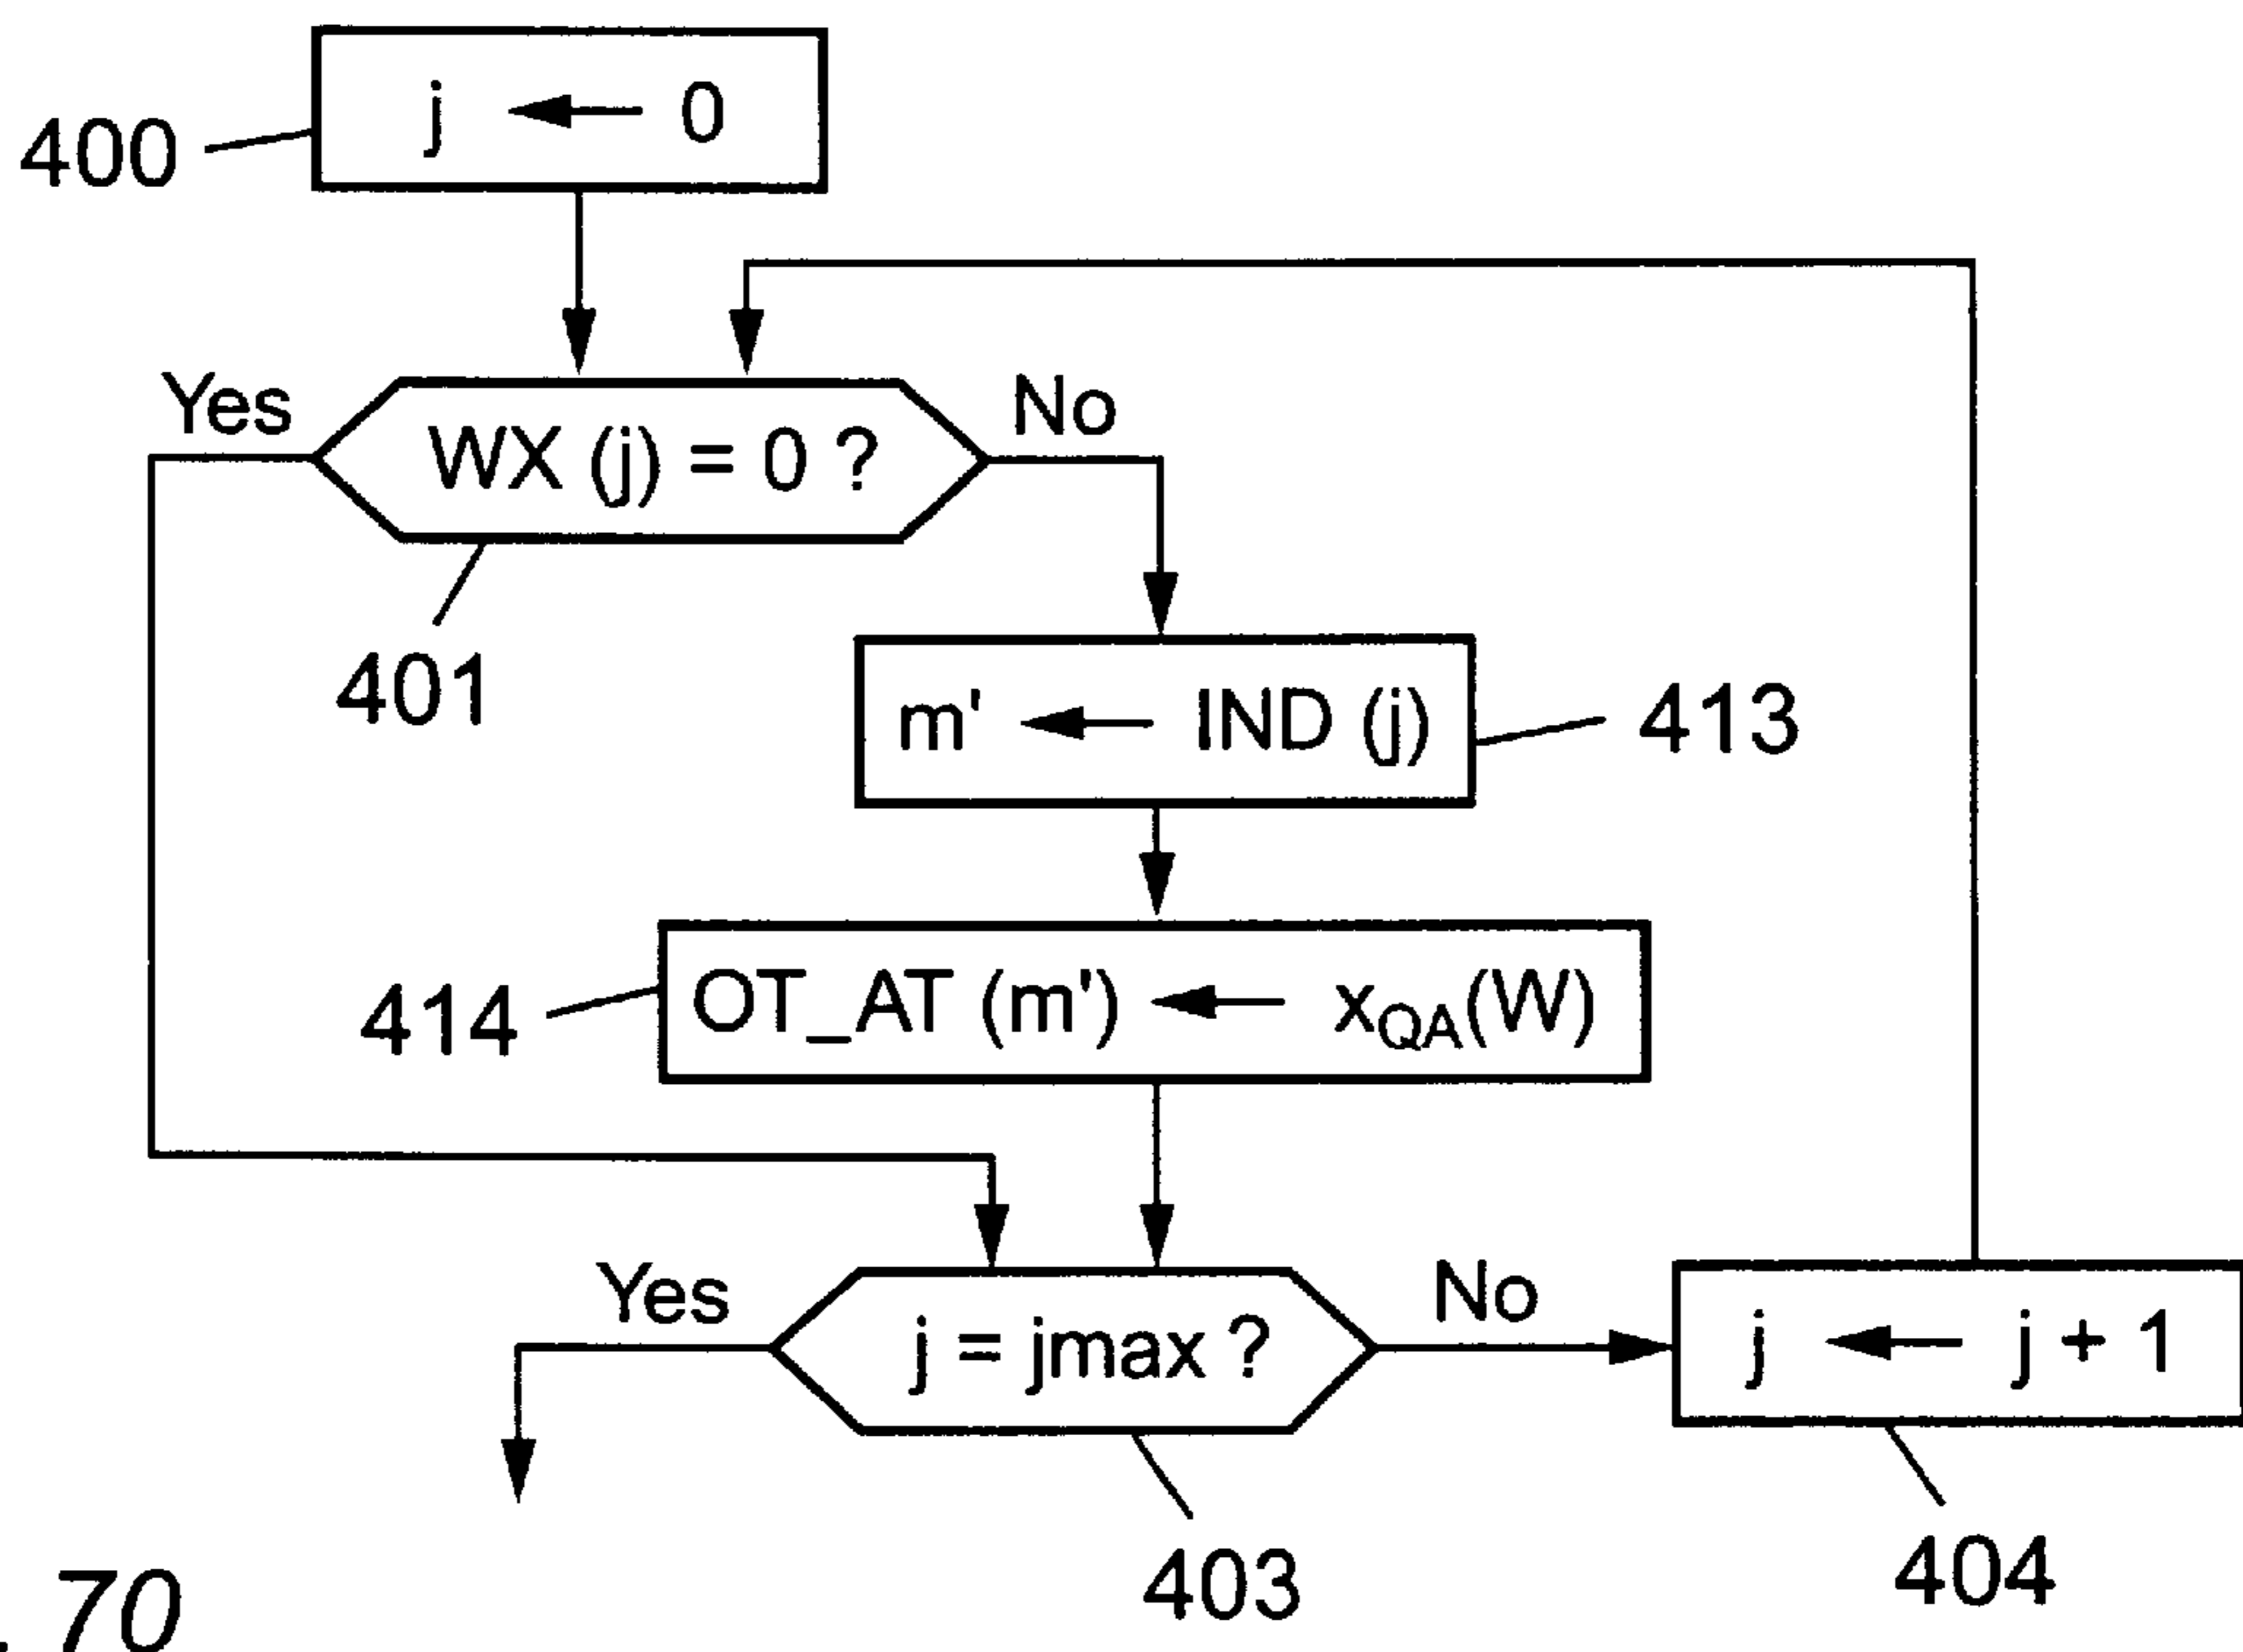 j ← 0
400
Yes
No
WX (j) = 0 ?
401
m' ← IND (j)
413
OT_AT (m') ← xQA(W)
414
Yes
No
j = jmax ?
j ← j + 1
403
404
. 70